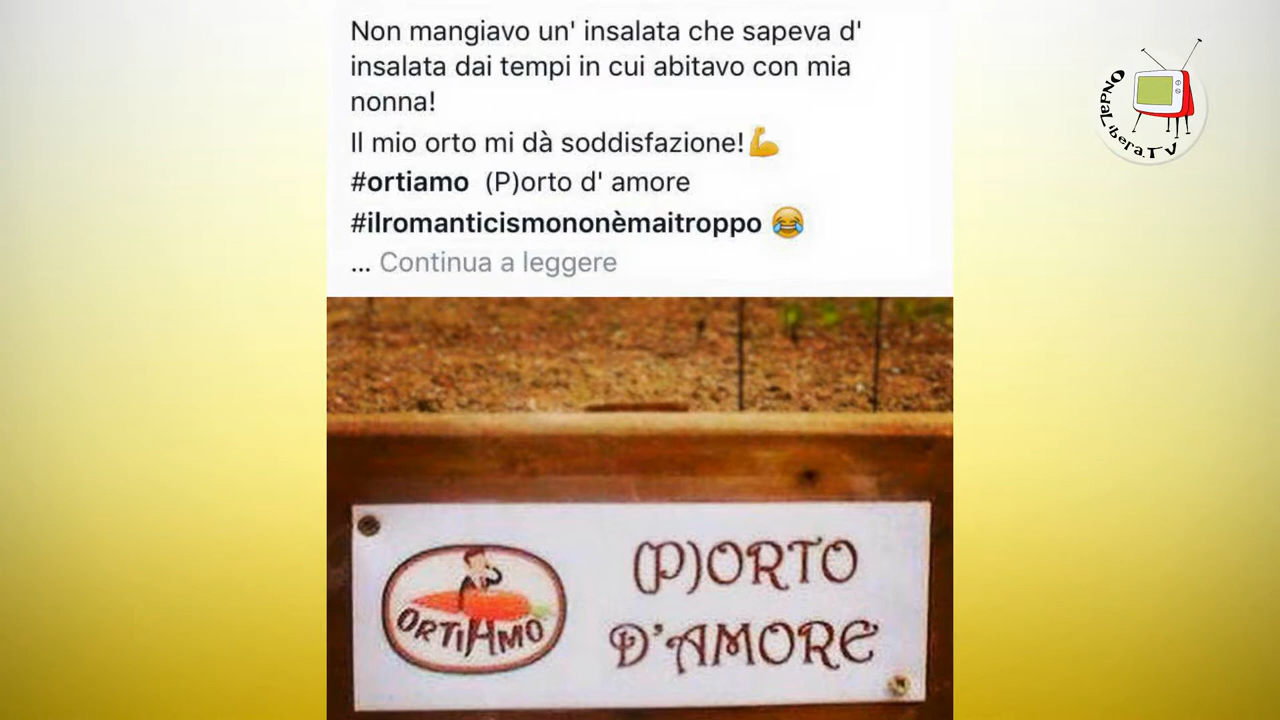 Non mangiavo un' insalata che sapeva d'
insalata dai tempi in cui abitavo con mia
nonna!
Il mio orto mi dà soddisfazione!💪
#ortiamo (P)orto d' amore
#ilromanticismononèmaitroppo 😂
... Continua a leggere
OndaLibera.TV
ORTIAMO
(P)ORTO
D'AMORE